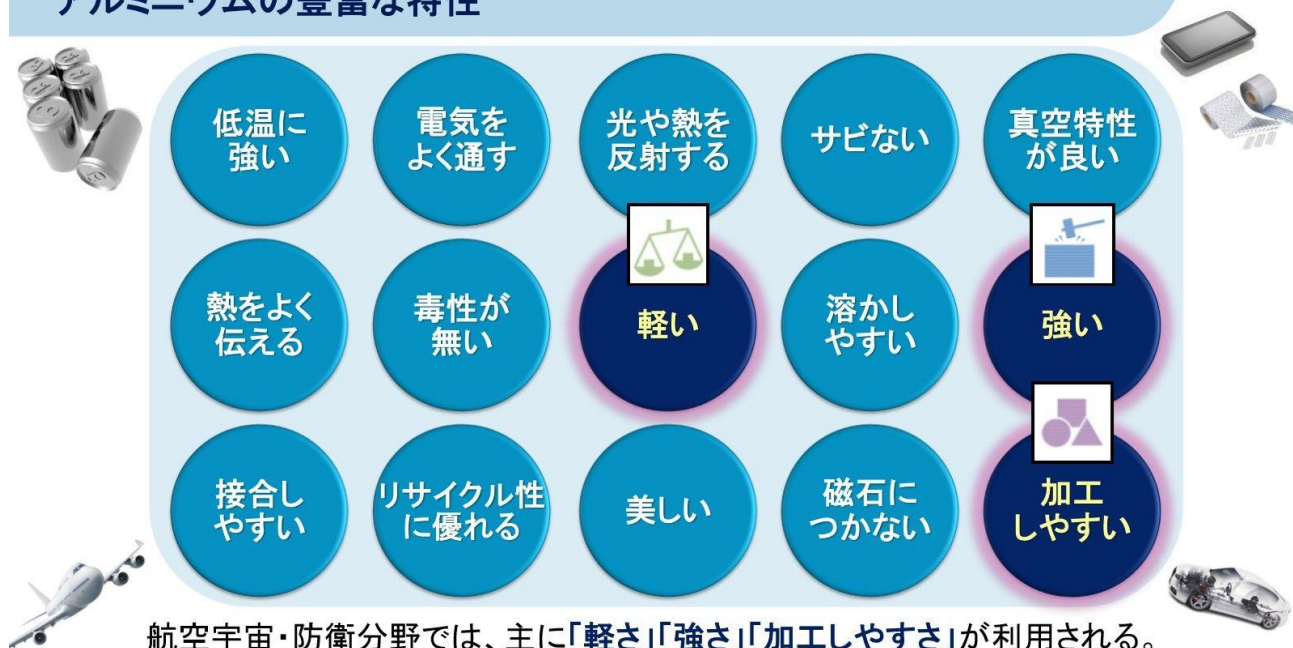 アルミニウムの豊富な特性
低温に
強い
電気を
よく通す
光や熱を
反射する
サビない
真空特性
が良い
熱をよく
伝える
毒性が
無い
軽い
溶かし
やすい
強い
接合し
やすい
リサイクル性
に優れる
美しい
磁石に
つかない
加工
しやすい
航空宇宙・防衛分野では、主に「軽さ」「強さ」「加工しやすさ」が利用される。